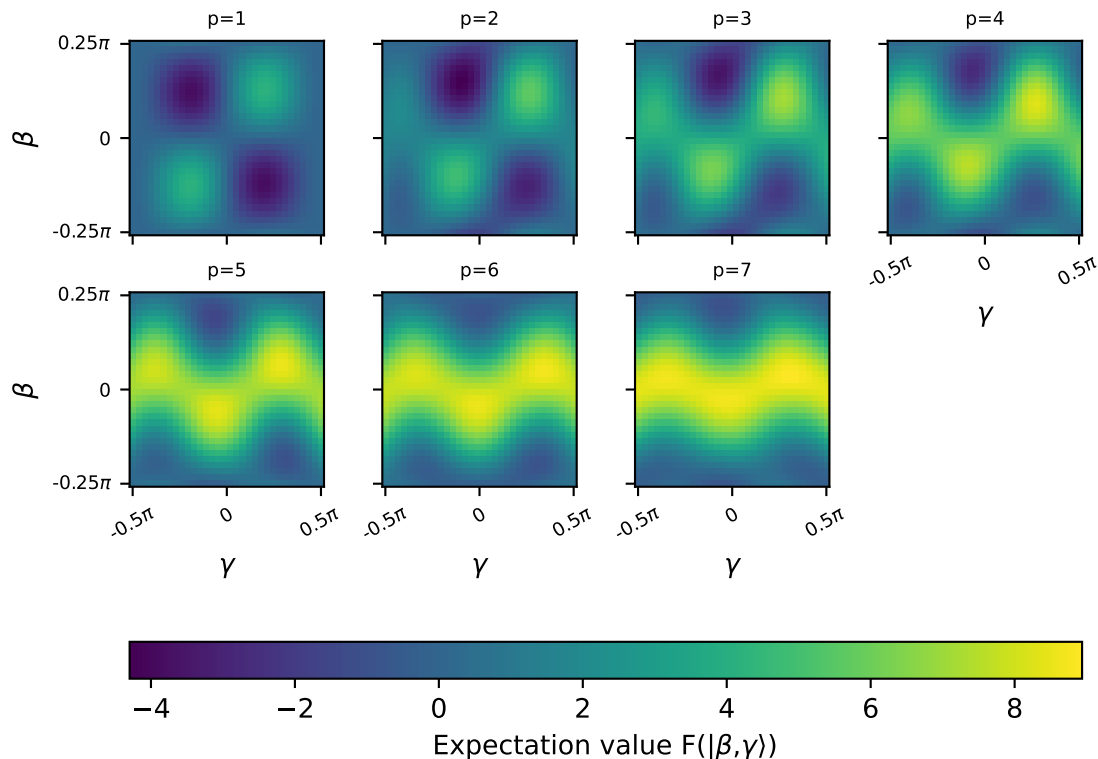 p=1 p=2 p=3 p=4
0.25π
β
0
-0.25π
-0.5π 0 0.5π
γ
p=5 p=6 p=7
0.25π
β
0
-0.25π
-0.5π 0 0.5π -0.5π 0 0.5π -0.5π 0 0.5π
γ γ γ
−4 −2 0 2 4 6 8
Expectation value F(|β,γ⟩)